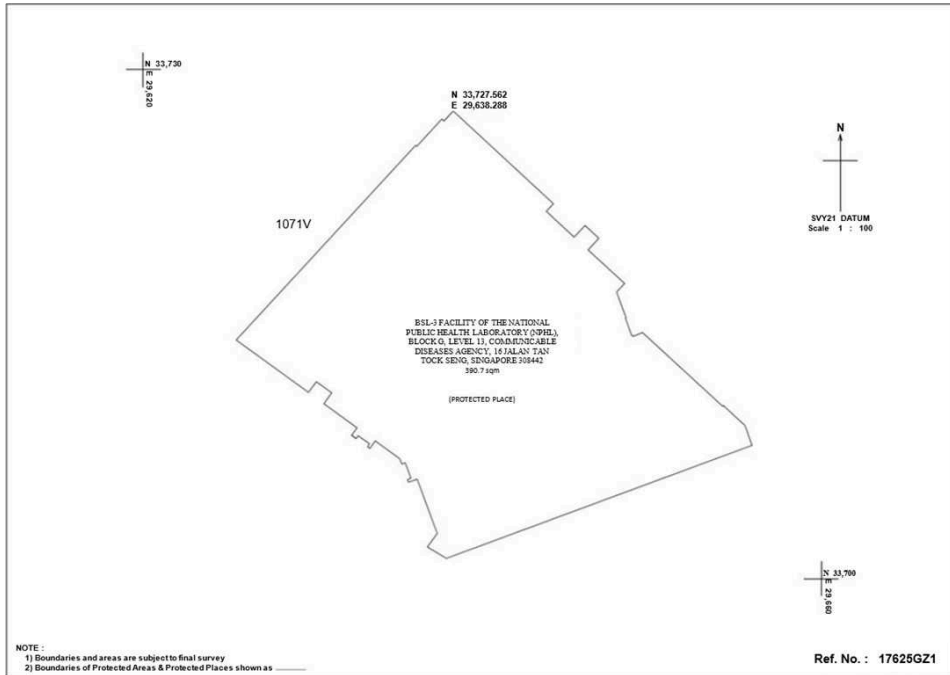 N 33,730
E 29,620
N 33,727.562
E 29,638.288
N
SVY21 DATUM
Scale 1 : 100
1071V
BSL-3 FACILITY OF THE NATIONAL
PUBLIC HEALTH LABORATORY (NPHL),
BLOCK G, LEVEL 13, COMMUNICABLE
DISEASES AGENCY, 16 JALAN TAN
TOCK SENG, SINGAPORE 308442
390.7 sqm
(PROTECTED PLACE)
N 33,700
E 29,660
NOTE :
1) Boundaries and areas are subject to final survey
2) Boundaries of Protected Areas & Protected Places shown as
Ref. No. : 17625GZ1